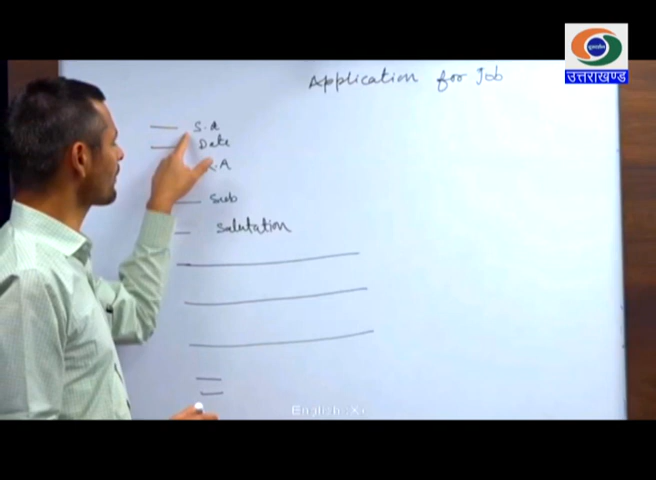 उत्तराखण्ड
Application for Job
S.A
Date
.A
Sub
Salutation
English :XI